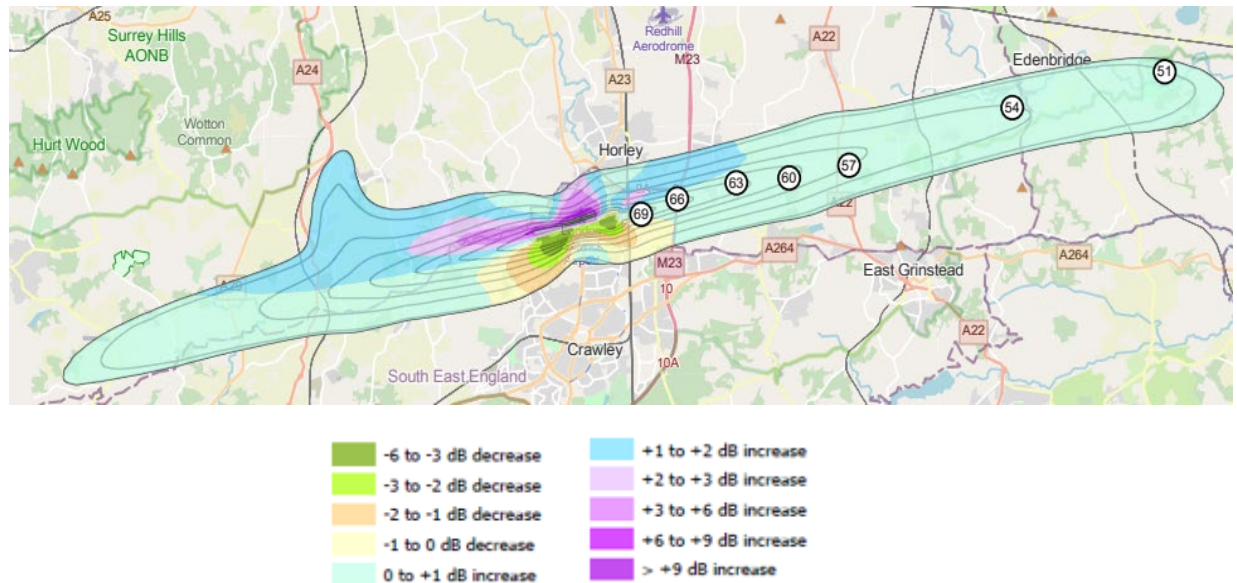 A25
Surrey Hills
AONB
A24
Redhill
Aerodrome
M23
A22
A23
Edenbridge
51
54
Wotton
Common
Hurt Wood
Horley
57
60
63
66
69
A22
A264
A264
M23
East Grinstead
10
A22
Crawley
10A
South East England
-6 to -3 dB decrease
-3 to -2 dB decrease
-2 to -1 dB decrease
-1 to 0 dB decrease
0 to +1 dB increase
+1 to +2 dB increase
+2 to +3 dB increase
+3 to +6 dB increase
+6 to +9 dB increase
> +9 dB increase